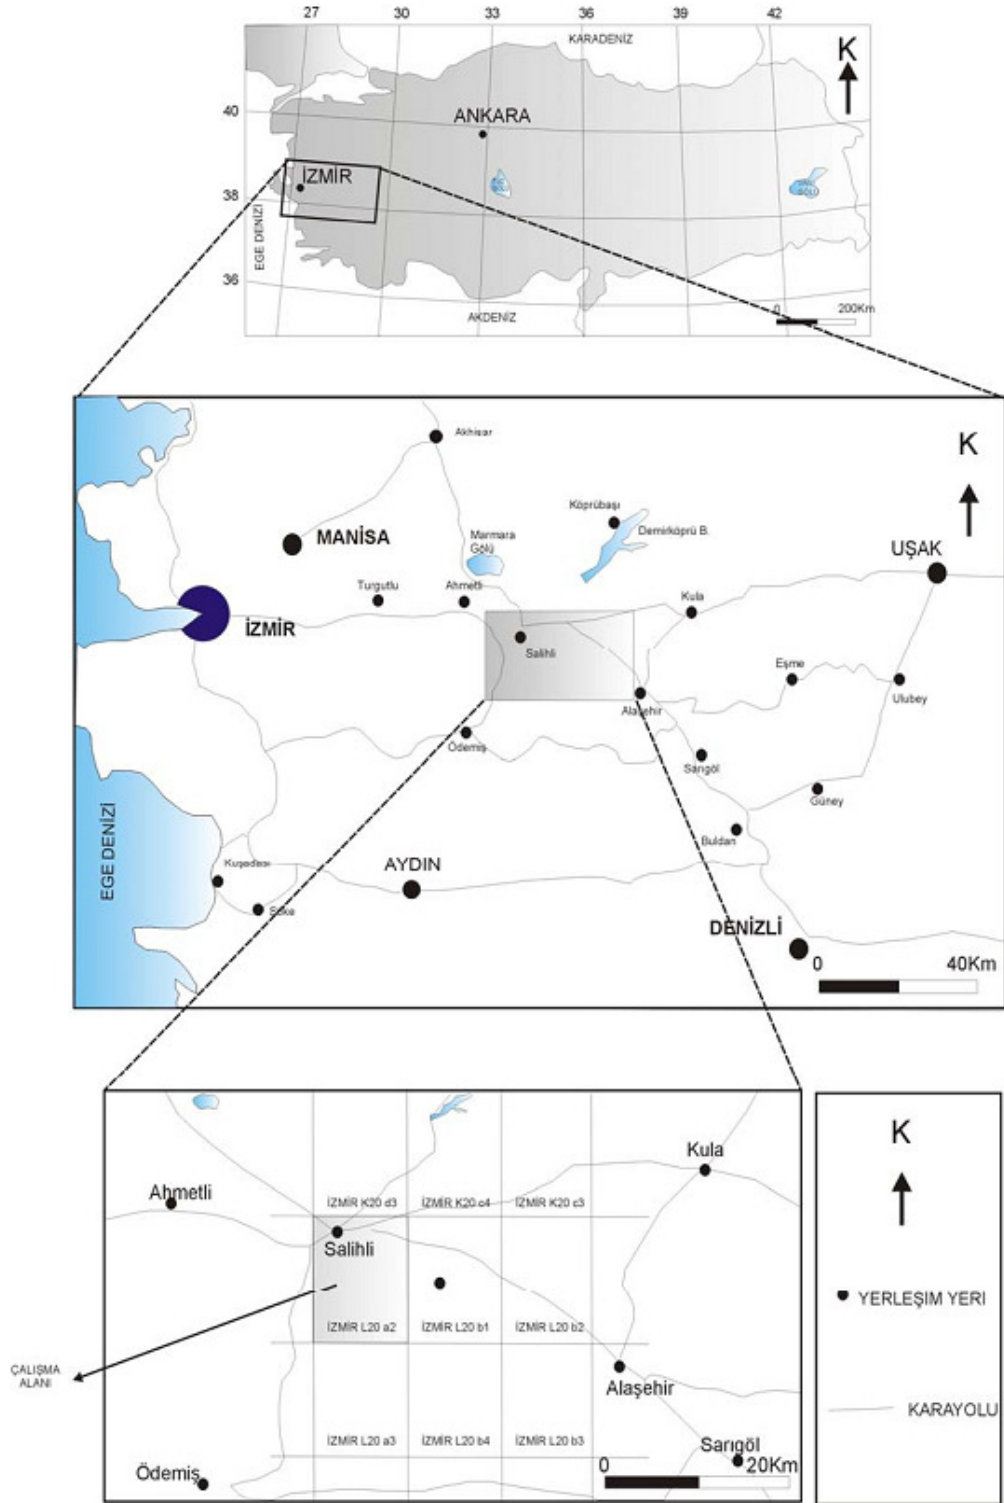 27 30 33 36 39 42
KARADENİZ
K
40
ANKARA
İZMİR
38
EGE DENİZİ
36
0 200Km
AKDENİZ
Akhisar
K
Köprübaşı
Demirköprü B.
MANİSA
Marmara
Gölü
UŞAK
Turgutlu
Ahmetli
Kula
İZMİR
Salihli
Eşme
Ulubey
Alaşehir
Ödemiş
Sarıgöl
Güney
EGE DENİZİ
Buldan
Kuşadası
AYDIN
Söke
DENİZLİ
0 40Km
K
Kula
Ahmetli
İZMİR K20 d3 İZMİR K20 c4 İZMİR K20 c3
Salihli
YERLEŞİM YERİ
İZMİR L20 a2 İZMİR L20 b1 İZMİR L20 b2
ÇALIŞMA
ALANI
Alaşehir
KARAYOLU
İZMİR L20 a3 İZMİR L20 b4 İZMİR L20 b3
Sarıgöl
Ödemiş
0 20Km